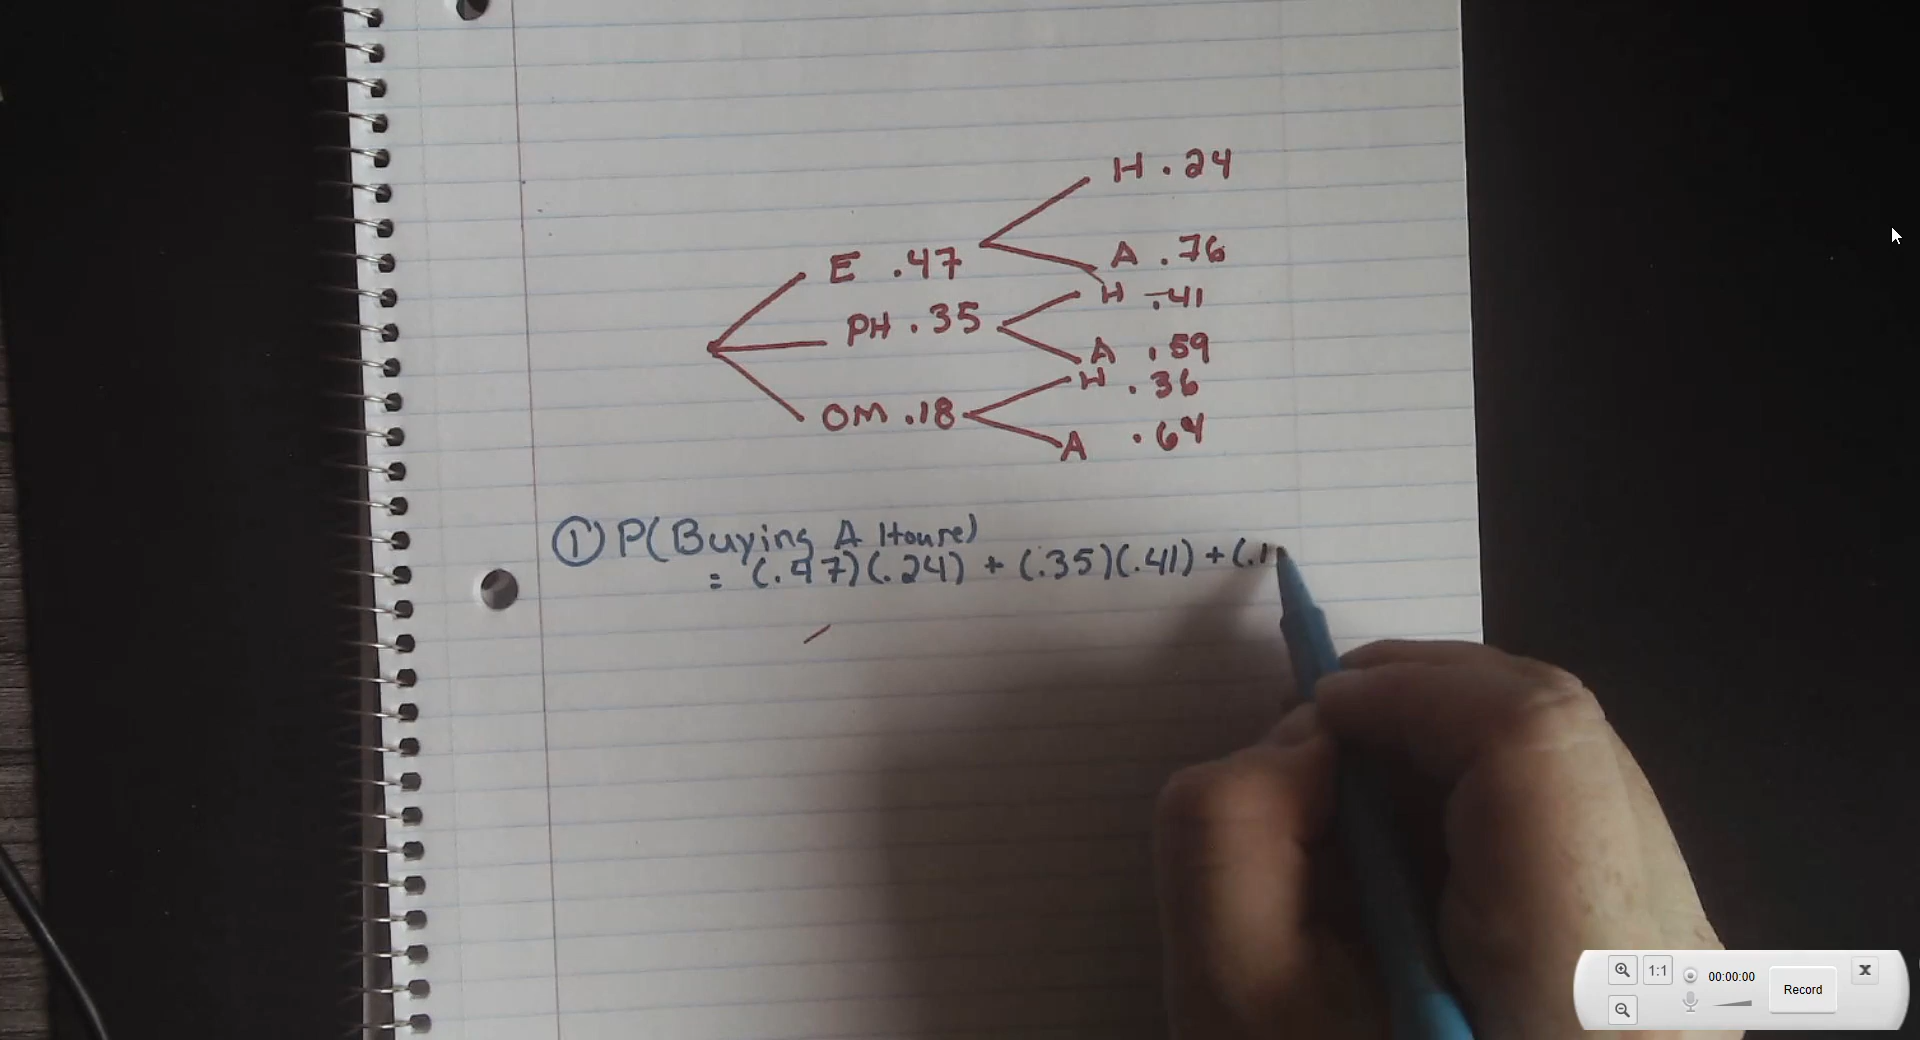 H .24
E .47
A .76
H .41
PH .35
A .59
H .36
OM .18
A .64
① P(Buying A House)
= (.47)(.24) + (.35)(.41) + (.1
1:1
00:00:00
Record
X